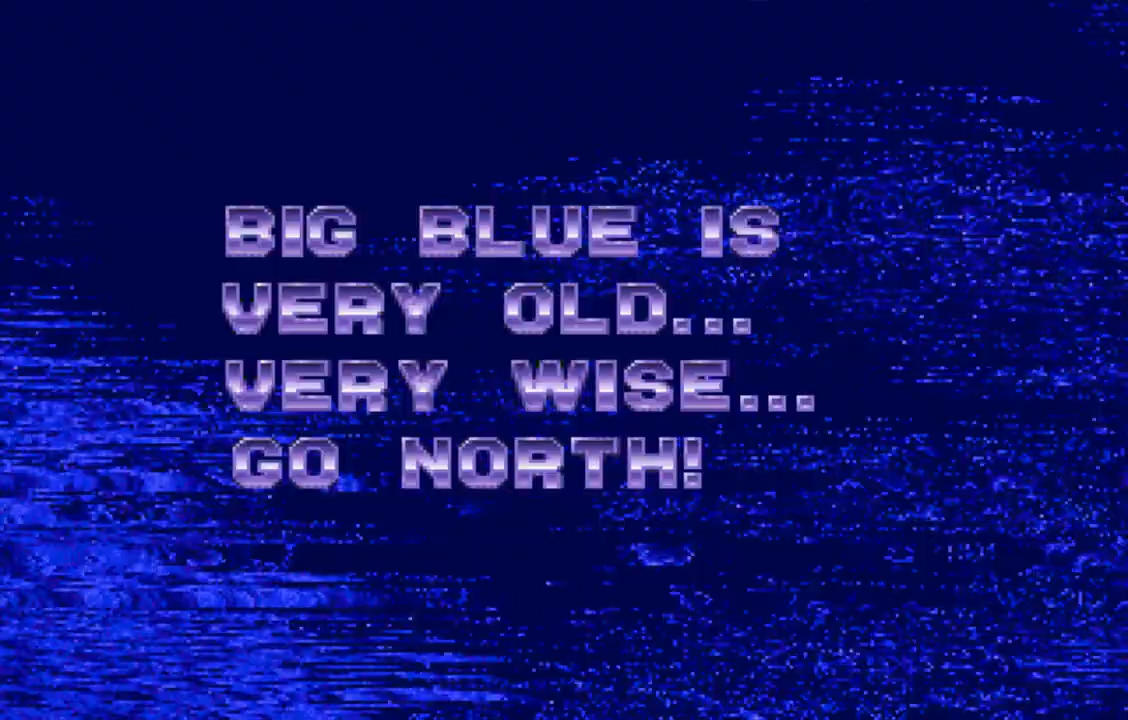 BIG BLUE IS
VERY OLD...
VERY WISE...
GO NORTH!